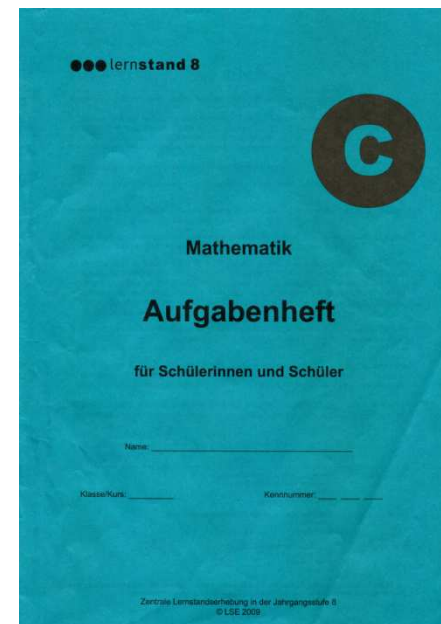 lernstand 8
C
Mathematik
Aufgabenheft
für Schülerinnen und Schüler
Name:
Klasse/Kurs: Kennnummer:
Zentrale Lernstandserhebung in der Jahrgangsstufe 8
© LSE 2009